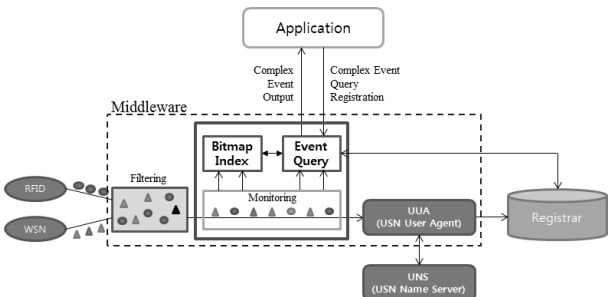 Application
Complex
Event
Output
Complex Event
Query
Registration
Middleware
Bitmap
Index
Event
Query
Filtering
Monitoring
RFID
WSN
UUA
(USN User Agent)
Registrar
UNS
(USN Name Server)